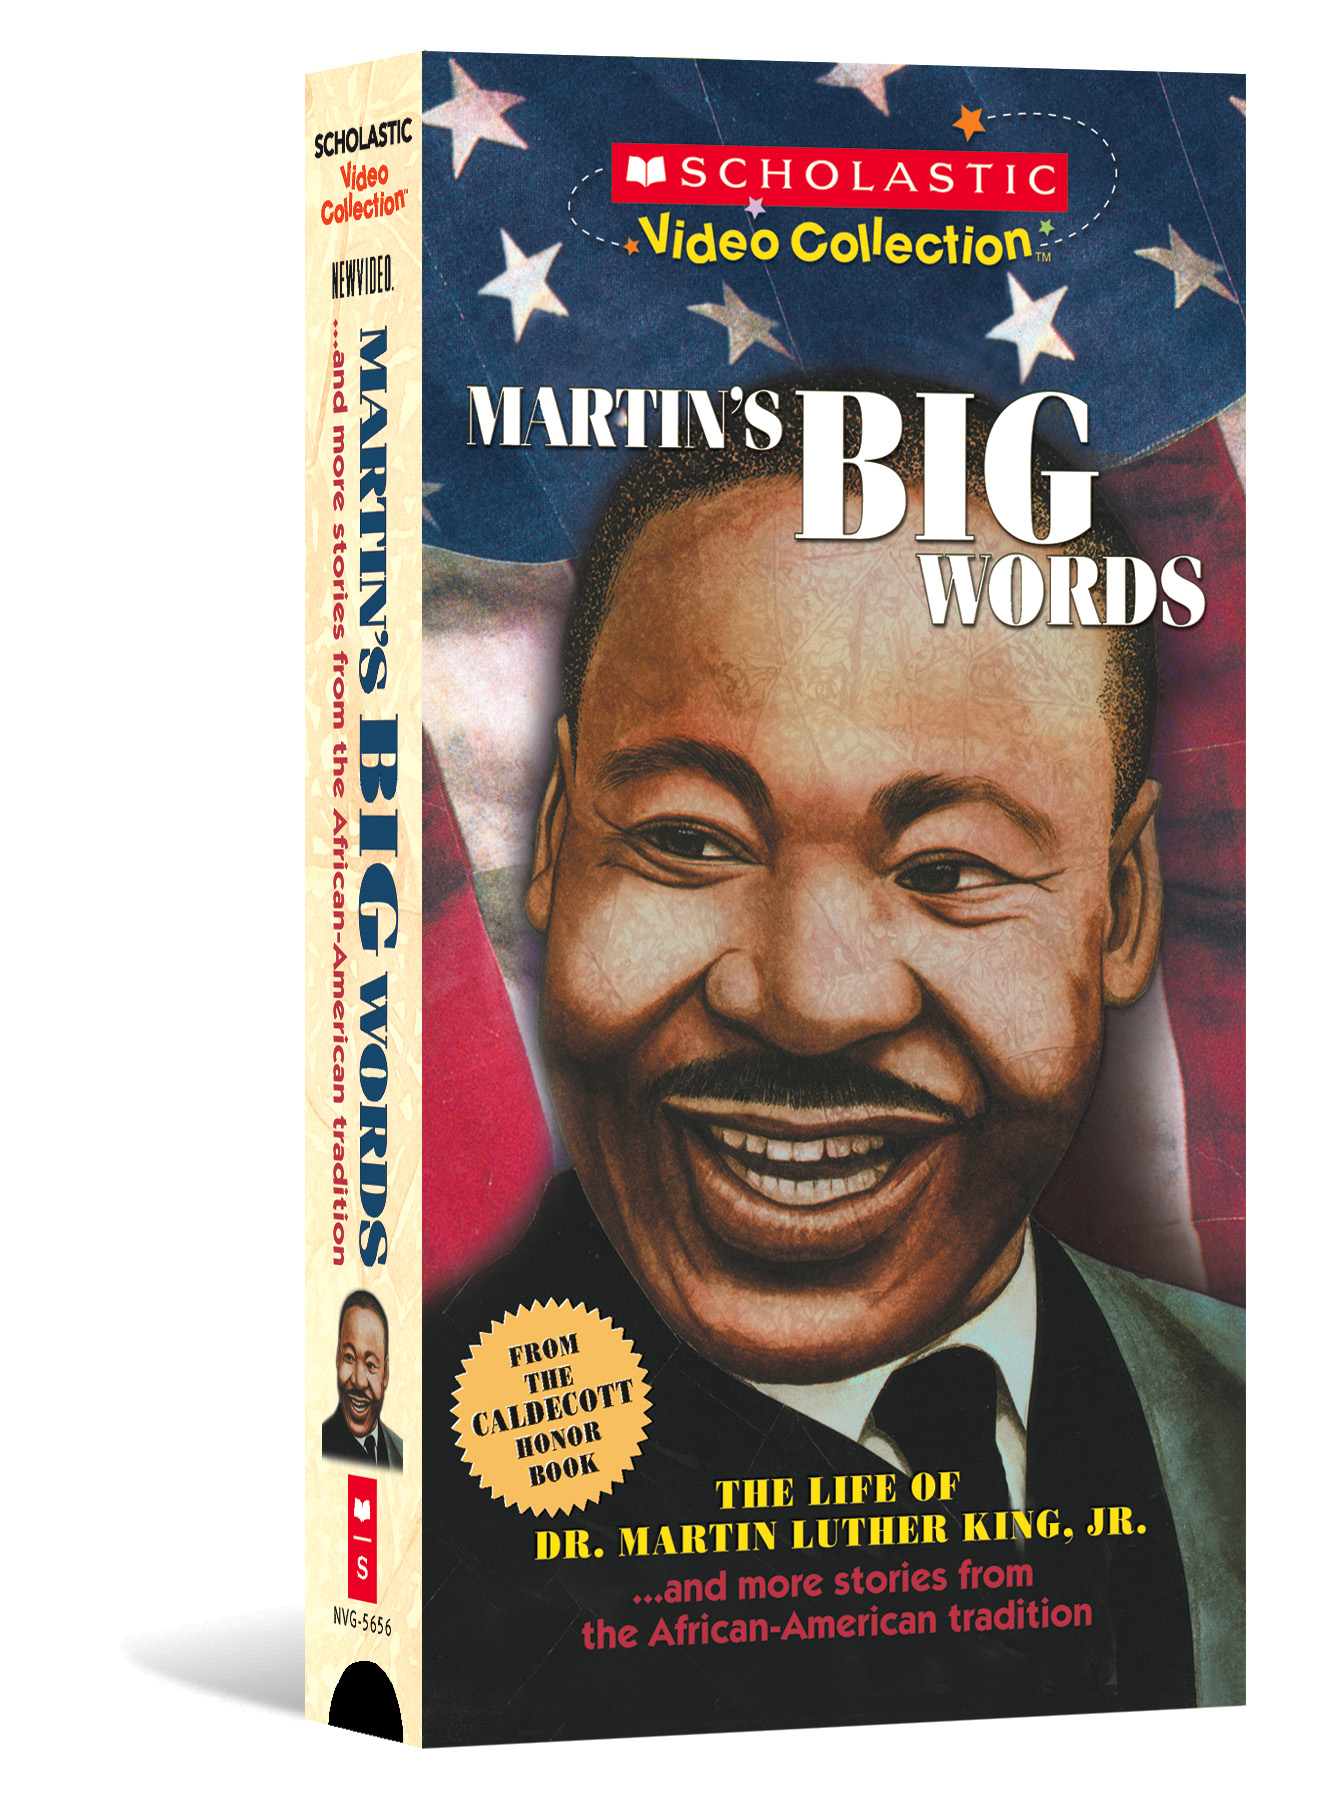 SCHOLASTIC
Video
Collection™
NEWVIDEO.
MARTIN'S BIG WORDS
...and more stories from the African-American tradition
S
NVG-5656
SCHOLASTIC
Video Collection™
MARTIN'S BIG
WORDS
FROM
THE
CALDECOTT
HONOR
BOOK
THE LIFE OF
DR. MARTIN LUTHER KING, JR.
...and more stories from
the African-American tradition